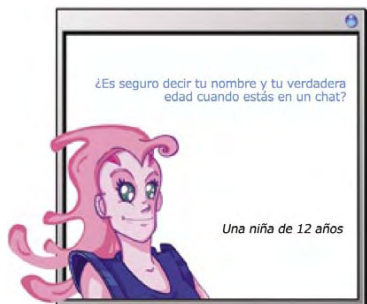 ¿Es seguro decir tu nombre y tu verdadera
edad cuando estás en un chat?
Una niña de 12 años